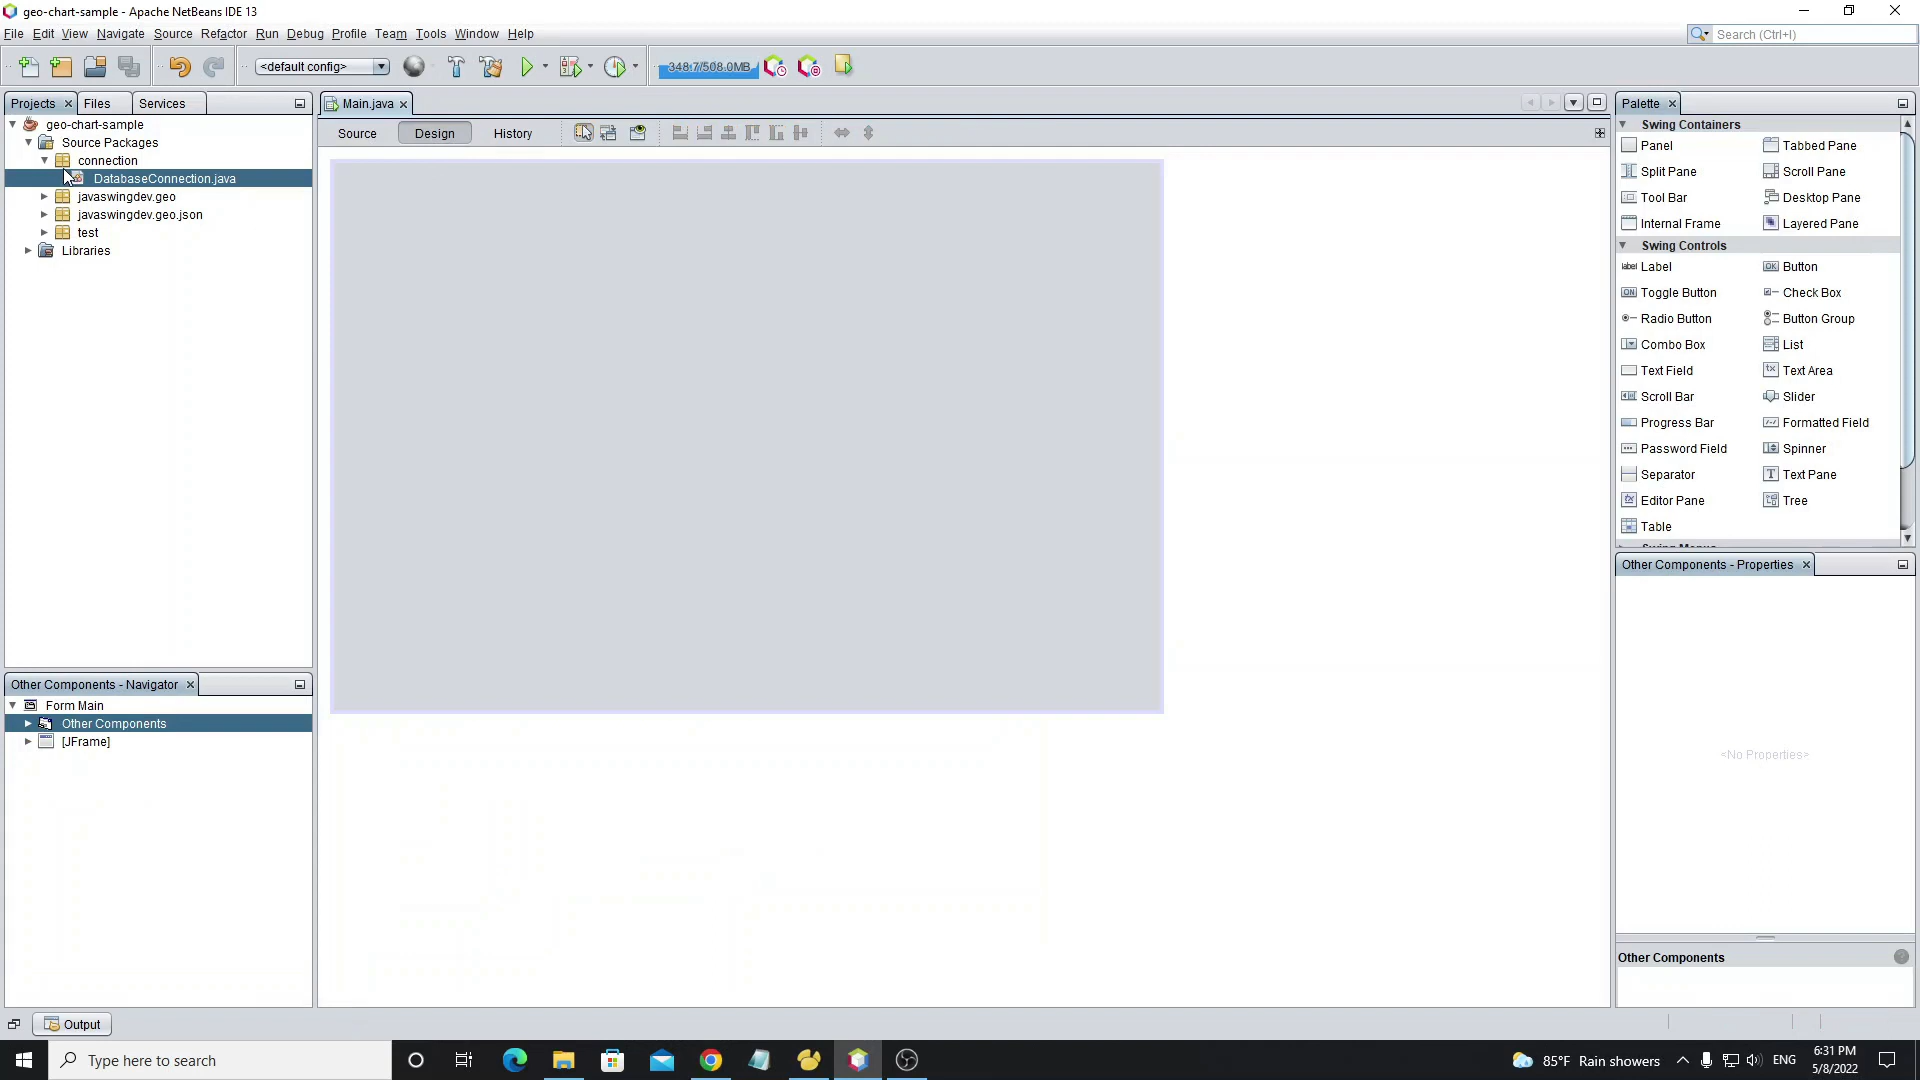 geo-chart-sample - Apache NetBeans IDE 13
File Edit View Navigate Source Refactor Run Debug Profile Team Tools Window Help
Search (Ctrl+I)
<default config>
348.7/508.0MB
Projects Files Services
geo-chart-sample
Source Packages
connection
DatabaseConnection.java
javaswingdev.geo
javaswingdev.geo.json
test
Libraries
Other Components - Navigator
Form Main
Other Components
[JFrame]
Main.java
Source Design History
Palette
Swing Containers
Panel Tabbed Pane
Split Pane Scroll Pane
Tool Bar Desktop Pane
Internal Frame Layered Pane
Swing Controls
Label Button
Toggle Button Check Box
Radio Button Button Group
Combo Box List
Text Field Text Area
Scroll Bar Slider
Progress Bar Formatted Field
Password Field Spinner
Separator Text Pane
Editor Pane Tree
Table
Other Components - Properties
<No Properties>
Other Components
Output
Type here to search
85°F Rain showers
ENG
6:31 PM
5/8/2022